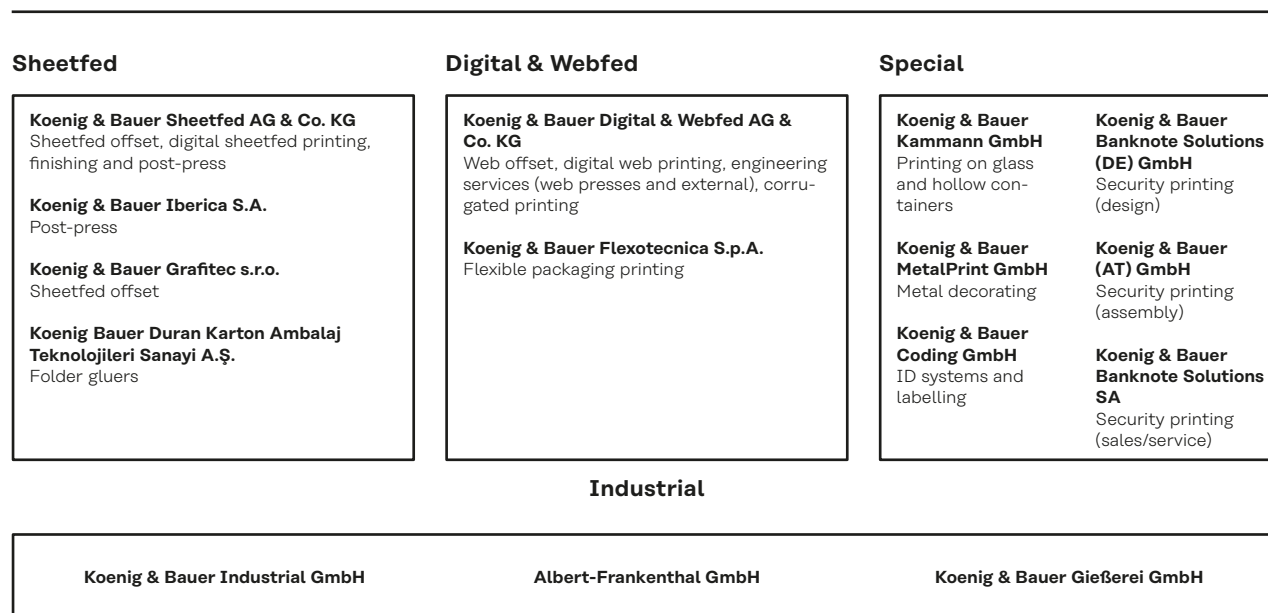 Sheetfed
Koenig & Bauer Sheetfed AG & Co. KG
Sheetfed offset, digital sheetfed printing,
finishing and post-press
Koenig & Bauer Iberica S.A.
Post-press
Koenig & Bauer Grafitec s.r.o.
Sheetfed offset
Koenig Bauer Duran Karton Ambalaj
Teknolojileri Sanayi A.Ş.
Folder gluers
Digital & Webfed
Koenig & Bauer Digital & Webfed AG &
Co. KG
Web offset, digital web printing, engineering
services (web presses and external), corru-
gated printing
Koenig & Bauer Flexotecnica S.p.A.
Flexible packaging printing
Special
Koenig & Bauer
Kammann GmbH
Printing on glass
and hollow con-
tainers
Koenig & Bauer
MetalPrint GmbH
Metal decorating
Koenig & Bauer
Coding GmbH
ID systems and
labelling
Koenig & Bauer
Banknote Solutions
(DE) GmbH
Security printing
(design)
Koenig & Bauer
(AT) GmbH
Security printing
(assembly)
Koenig & Bauer
Banknote Solutions
SA
Security printing
(sales/service)
Industrial
Koenig & Bauer Industrial GmbH
Albert-Frankenthal GmbH
Koenig & Bauer Gießerei GmbH